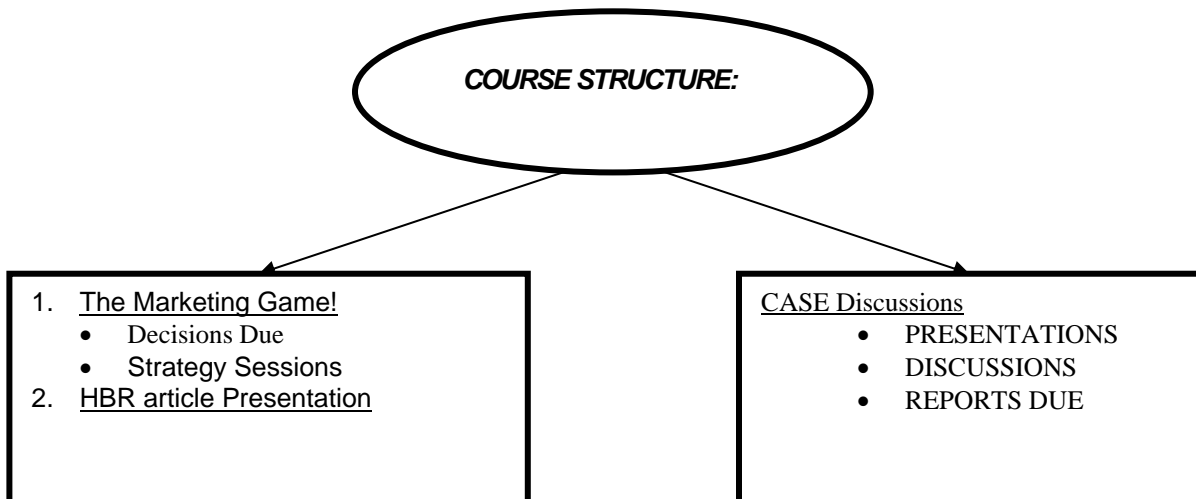 COURSE STRUCTURE:
1. The Marketing Game!
• Decisions Due
• Strategy Sessions
2. HBR article Presentation
CASE Discussions
• PRESENTATIONS
• DISCUSSIONS
• REPORTS DUE